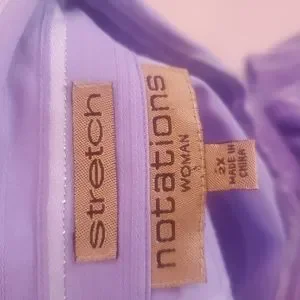 stretch
notations
WOMAN
2X
MADE IN
CHINA